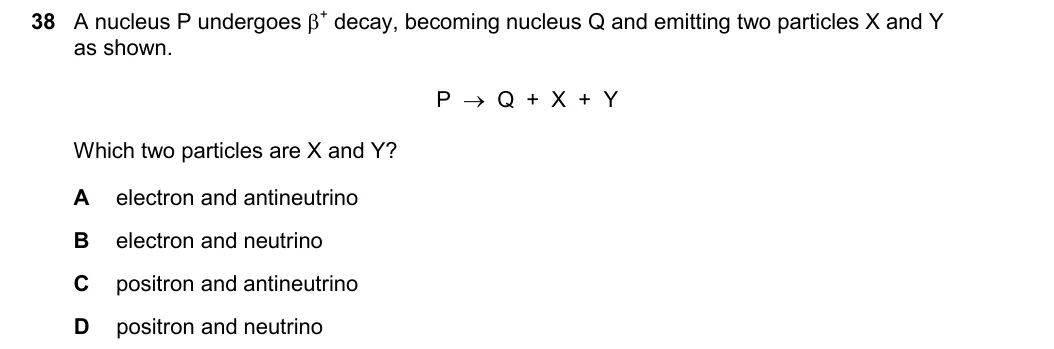 38 A nucleus P undergoes β⁺ decay, becoming nucleus Q and emitting two particles X and Y
as shown.
P → Q + X + Y
Which two particles are X and Y?
A electron and antineutrino
B electron and neutrino
C positron and antineutrino
D positron and neutrino